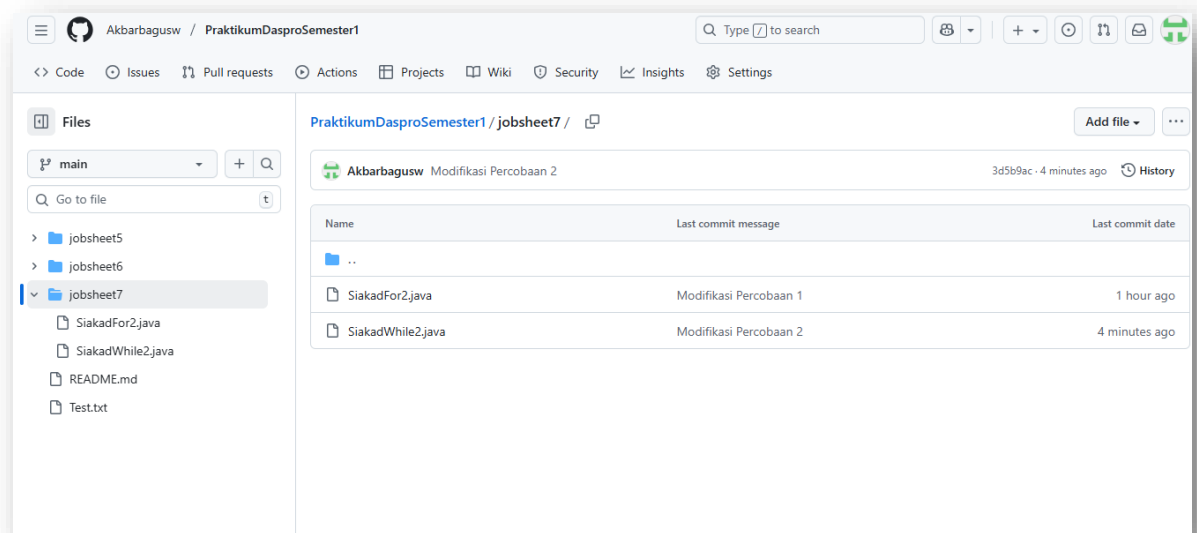 Akbarbagusw / PraktikumDasproSemester1
Type / to search
Code Issues Pull requests Actions Projects Wiki Security Insights Settings
Files
main
Go to file t
jobsheet5
jobsheet6
jobsheet7
SiakadFor2.java
SiakadWhile2.java
README.md
Test.txt
PraktikumDasproSemester1 / jobsheet7 /
Add file
Akbarbagusw Modifikasi Percobaan 2 3d5b9ac · 4 minutes ago History
Name Last commit message Last commit date
..
SiakadFor2.java Modifikasi Percobaan 1 1 hour ago
SiakadWhile2.java Modifikasi Percobaan 2 4 minutes ago